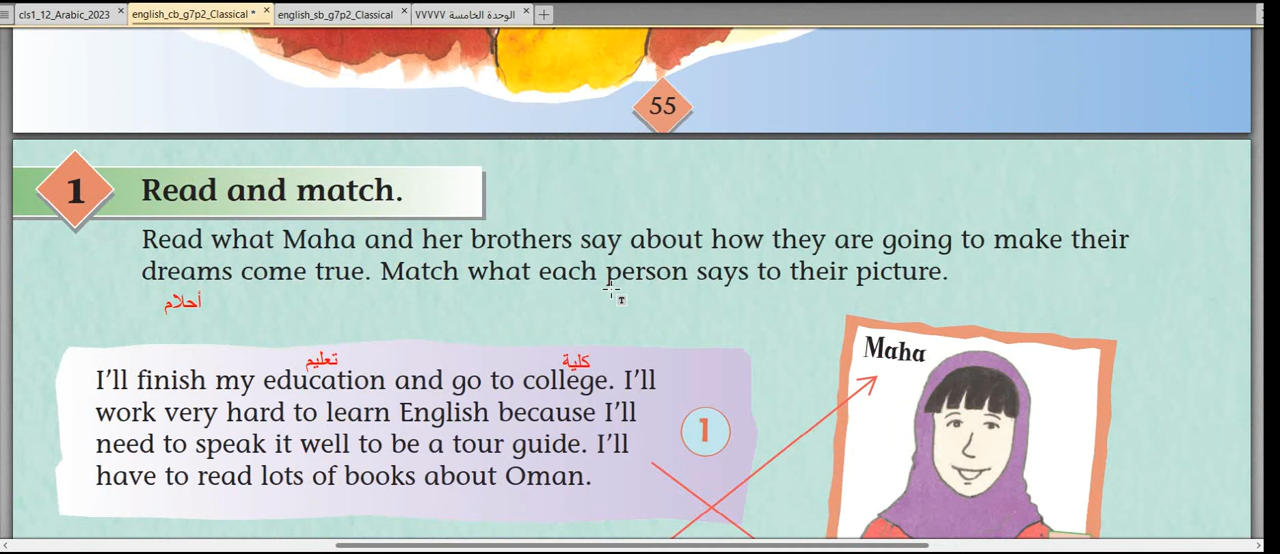 cls1_12_Arabic_2023
english_cb_g7p2_Classical *
english_sb_g7p2_Classical
الوحدة الخامسة ٧٧٧٧٧
55
1
Read and match.
Read what Maha and her brothers say about how they are going to make their
dreams come true. Match what each person says to their picture.
أحلام
تعليم
كلية
I'll finish my education and go to college. I'll
work very hard to learn English because I'll
need to speak it well to be a tour guide. I'll
have to read lots of books about Oman.
1
Maha